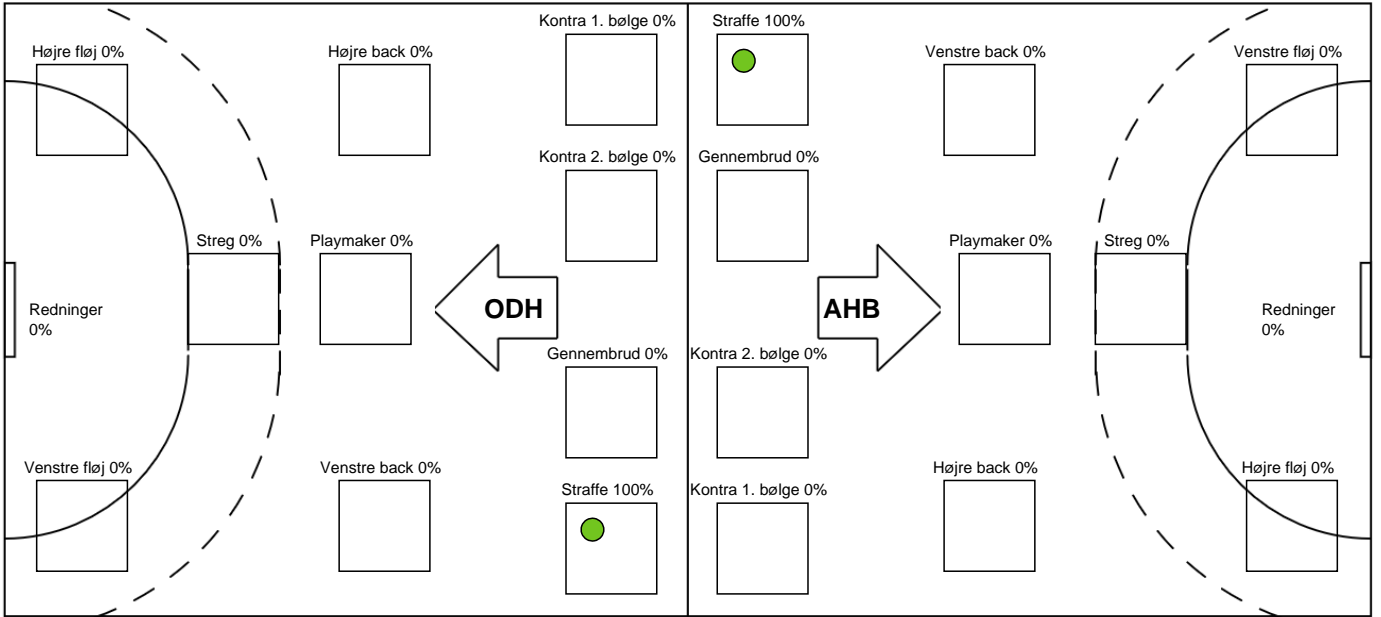 Kontra 1. bølge 0%
Straffe 100%
Højre fløj 0%
Højre back 0%
Venstre back 0%
Venstre fløj 0%
Kontra 2. bølge 0%
Gennembrud 0%
Streg 0%
Playmaker 0%
Playmaker 0%
Streg 0%
Redninger
0%
ODH
AHB
Redninger
0%
Gennembrud 0%
Kontra 2. bølge 0%
Venstre fløj 0%
Venstre back 0%
Højre back 0%
Højre fløj 0%
Straffe 100%
Kontra 1. bølge 0%